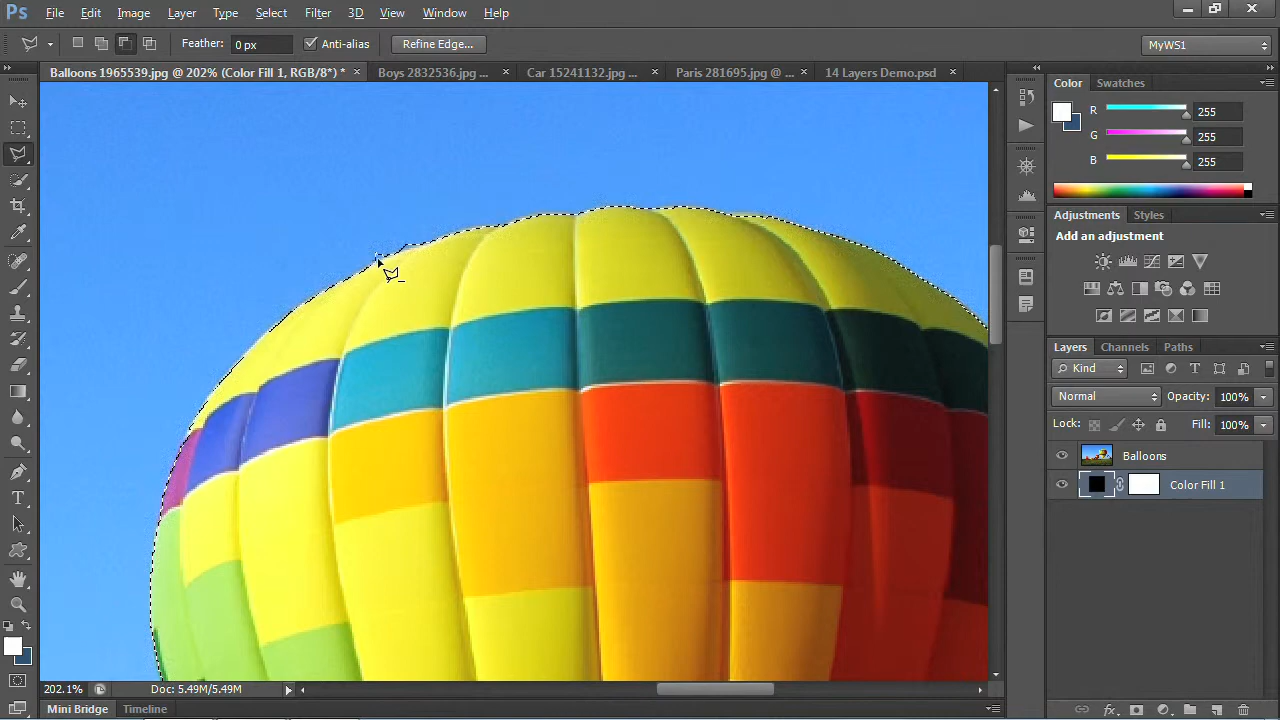 Ps File Edit Image Layer Type Select Filter 3D View Window Help
Feather: 0 px Anti-alias Refine Edge... MyWS1
Balloons 1965539.jpg @ 202% (Color Fill 1, RGB/8*) * × Boys 2832536.jpg ... × Car 15241132.jpg ... × Paris 281695.jpg @ ... × 14 Layers Demo.psd ×
Color Swatches
R 255
G 255
B 255
Adjustments Styles
Add an adjustment
Layers Channels Paths
Kind T
Normal Opacity: 100%
Lock: Fill: 100%
Balloons
Color Fill 1
202.1% Doc: 5.49M/5.49M
Mini Bridge Timeline fx